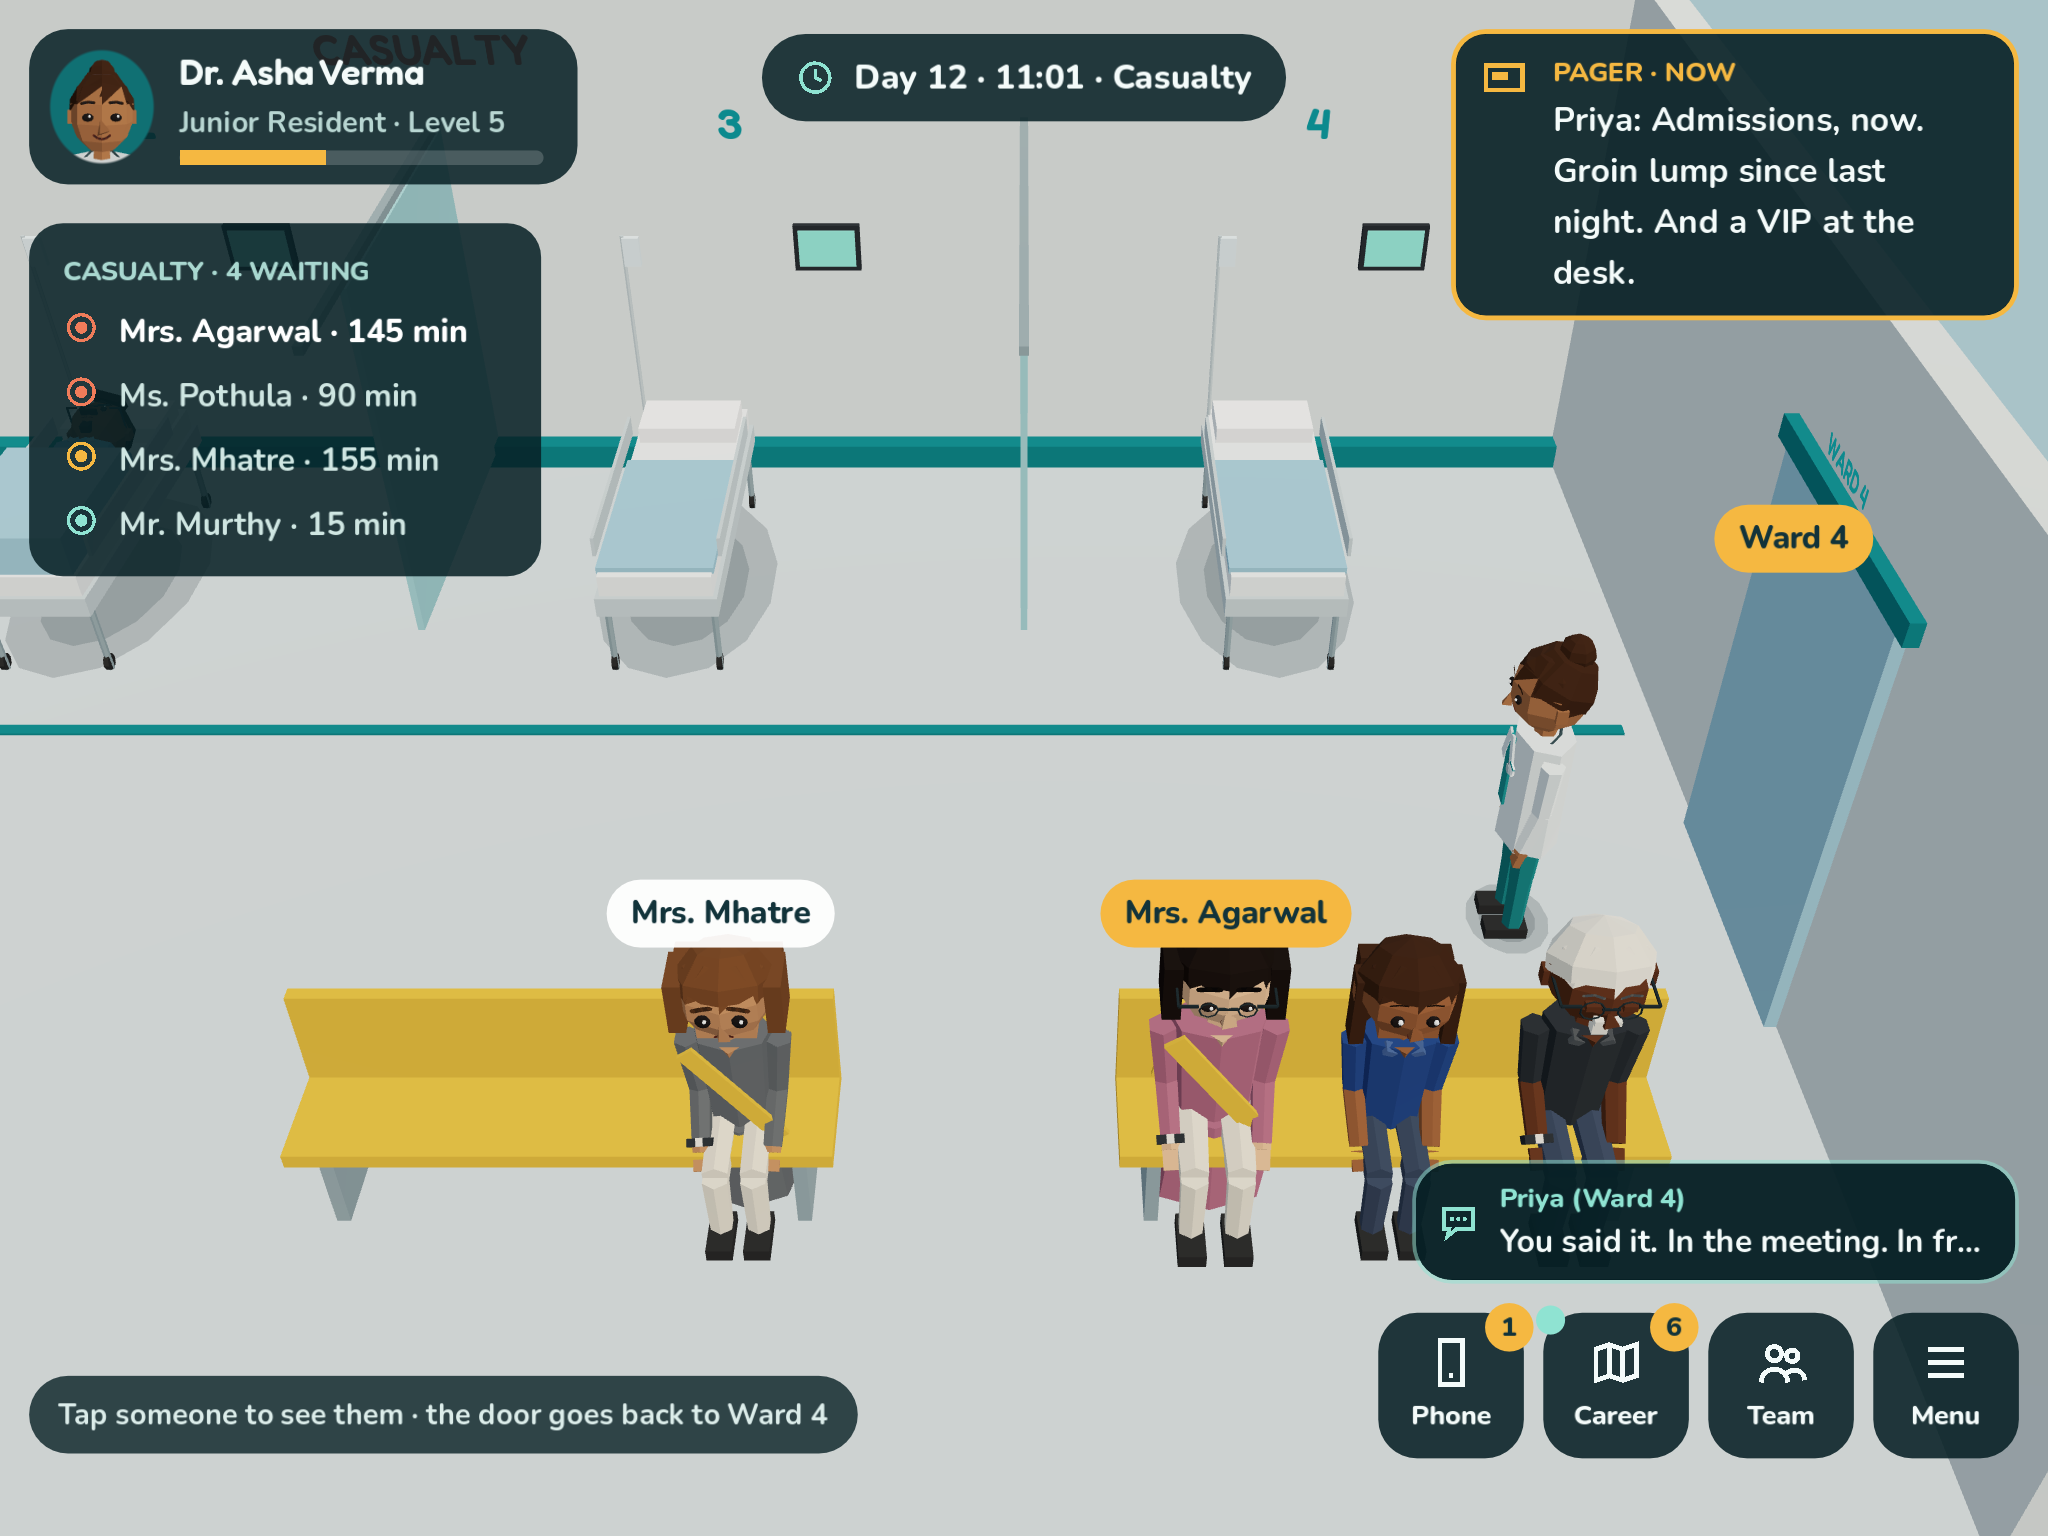 CASUALTY
Dr. Asha Verma
Junior Resident · Level 5
Day 12 · 11:01 · Casualty
PAGER · NOW
Priya: Admissions, now.
Groin lump since last
night. And a VIP at the
desk.
3
4
CASUALTY · 4 WAITING
Mrs. Agarwal · 145 min
Ms. Pothula · 90 min
Mrs. Mhatre · 155 min
Mr. Murthy · 15 min
WARD 4
Ward 4
Mrs. Mhatre
Mrs. Agarwal
Priya (Ward 4)
You said it. In the meeting. In fr...
1
6
Phone
Career
Team
Menu
Tap someone to see them · the door goes back to Ward 4